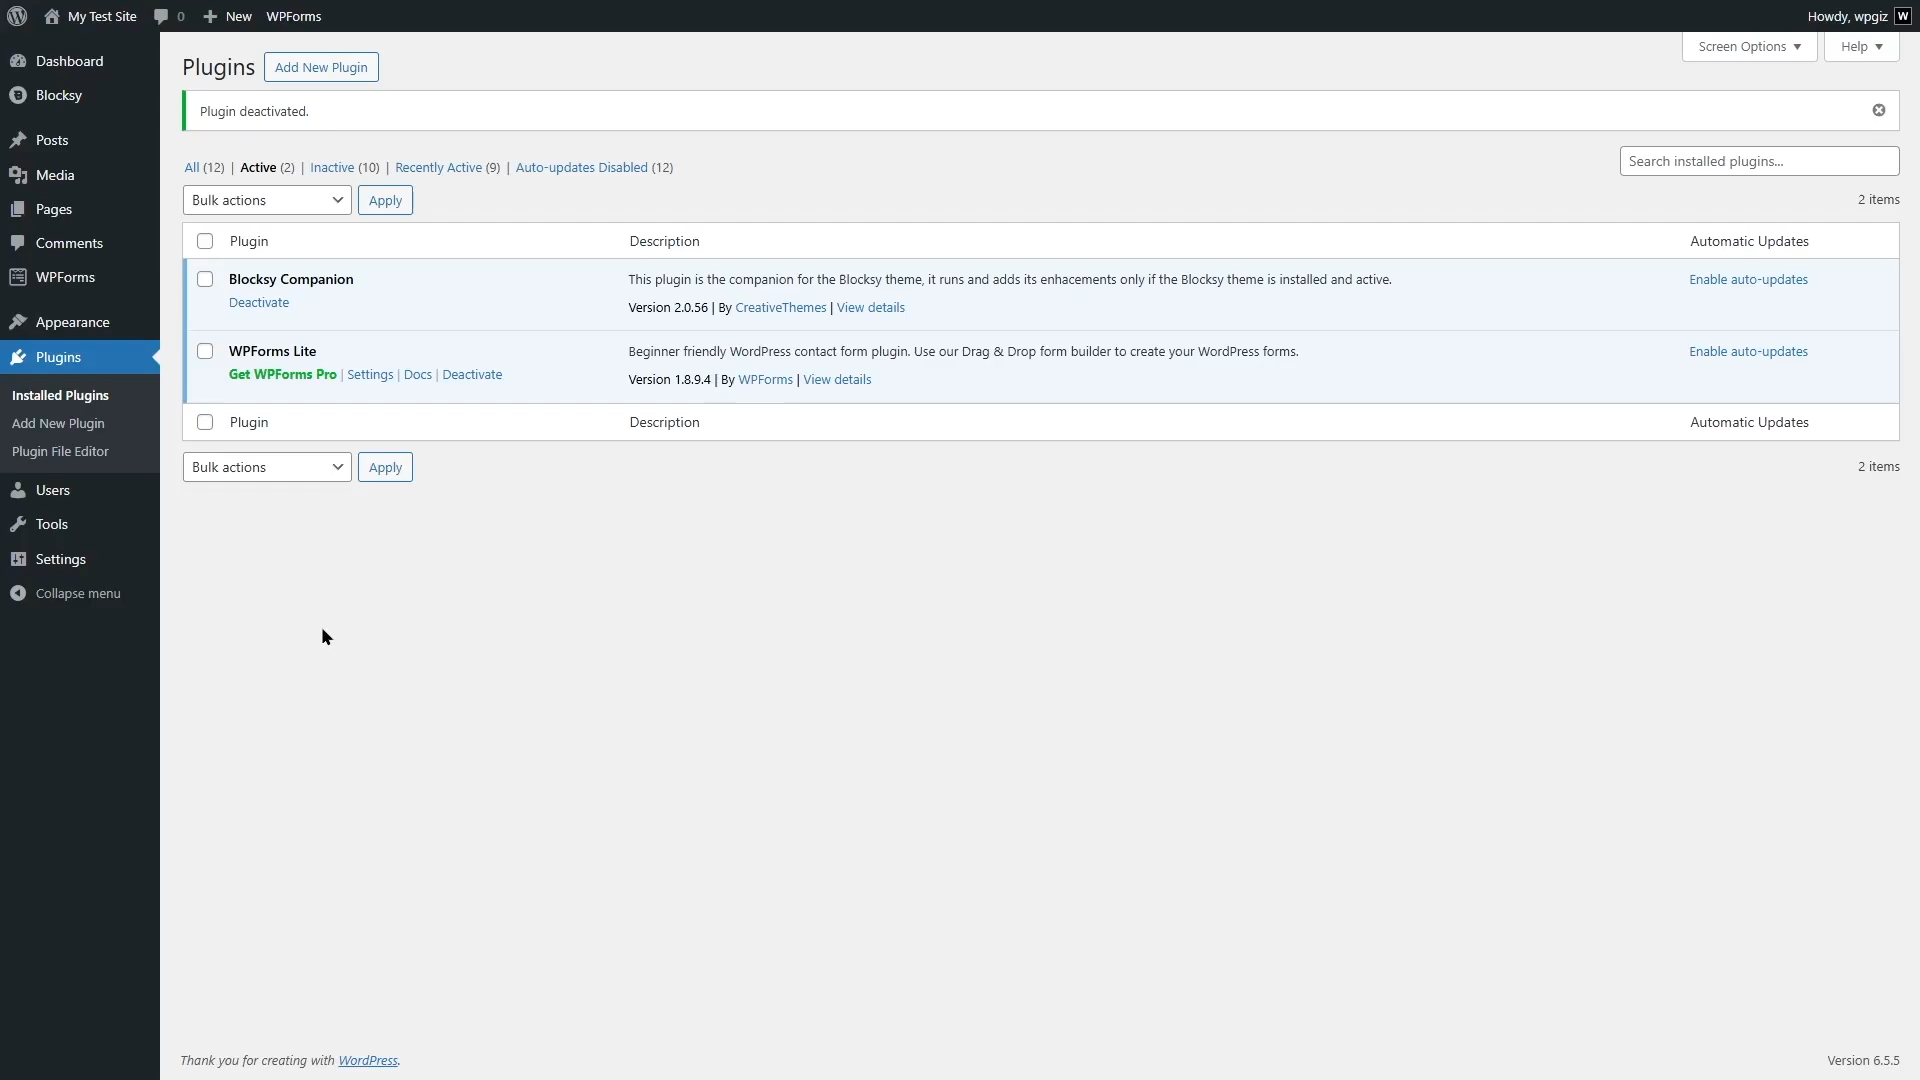 My Test Site 0 New WPForms Howdy, wpgiz W
Dashboard
Blocksy
Posts
Media
Pages
Comments
WPForms
Appearance
Plugins
Installed Plugins
Add New Plugin
Plugin File Editor
Users
Tools
Settings
Collapse menu
Screen Options Help
Plugins Add New Plugin
Plugin deactivated.
All (12) | Active (2) | Inactive (10) | Recently Active (9) | Auto-updates Disabled (12)
Search installed plugins...
Bulk actions Apply 2 items
Plugin Description Automatic Updates
Blocksy Companion This plugin is the companion for the Blocksy theme, it runs and adds its enhacements only if the Blocksy theme is installed and active. Enable auto-updates
Deactivate Version 2.0.56 | By CreativeThemes | View details
WPForms Lite Beginner friendly WordPress contact form plugin. Use our Drag & Drop form builder to create your WordPress forms. Enable auto-updates
Get WPForms Pro | Settings | Docs | Deactivate Version 1.8.9.4 | By WPForms | View details
Plugin Description Automatic Updates
Bulk actions Apply 2 items
Thank you for creating with WordPress. Version 6.5.5